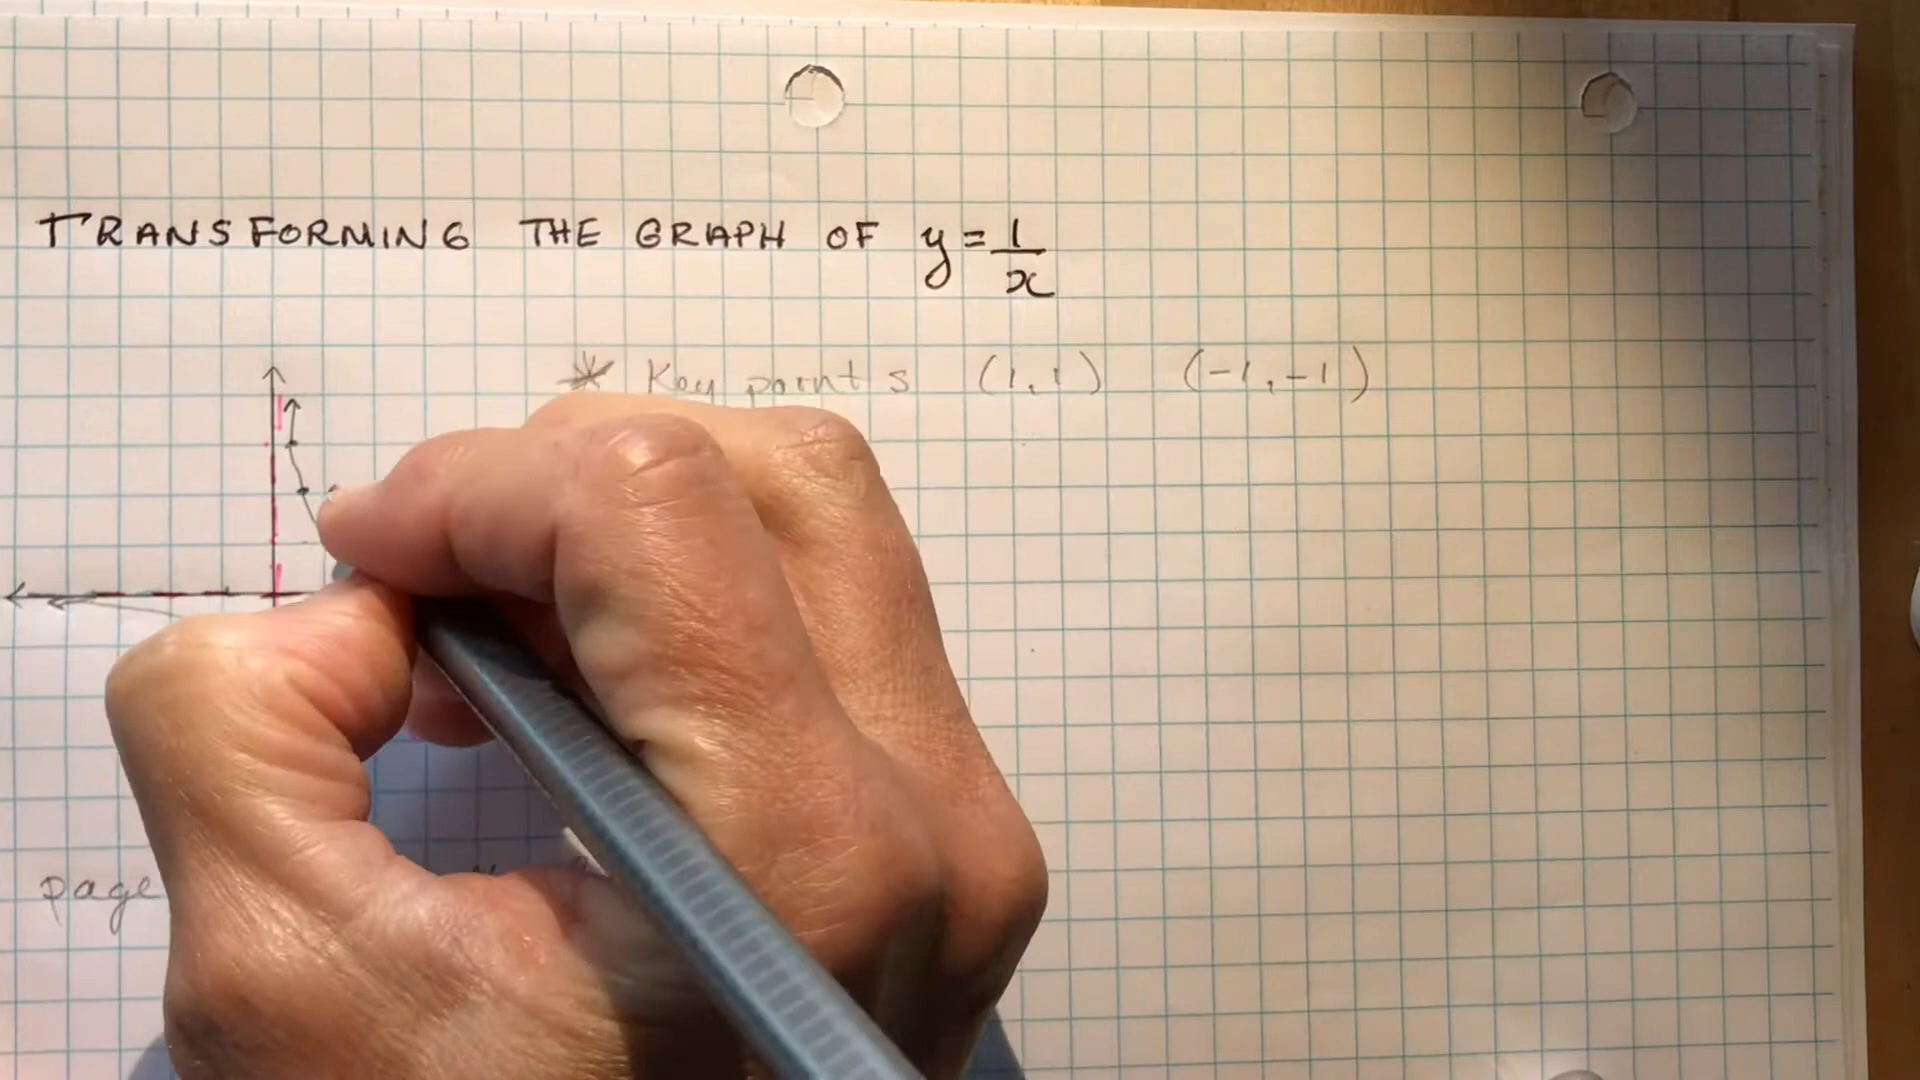 TRANSFORMING THE GRAPH OF y = 1/x
* Key points (1,1) (-1,-1)
page